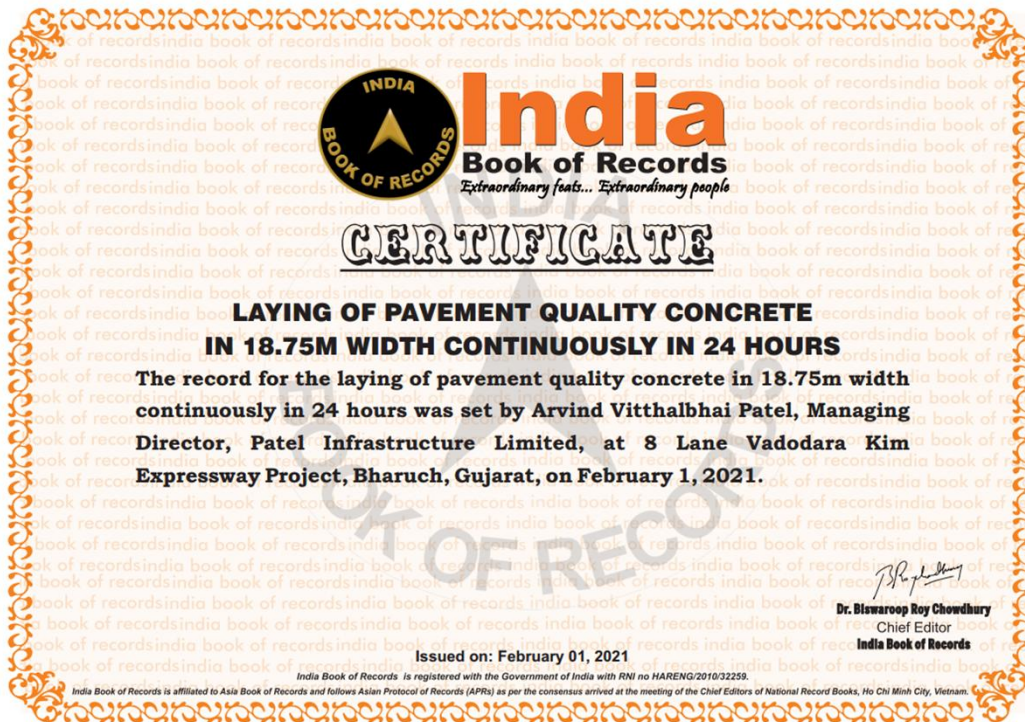 INDIA
BOOK OF RECORDS
India
Book of Records
Extraordinary feats... Extraordinary people
CERTIFICATE
LAYING OF PAVEMENT QUALITY CONCRETE
IN 18.75M WIDTH CONTINUOUSLY IN 24 HOURS
The record for the laying of pavement quality concrete in 18.75m width
continuously in 24 hours was set by Arvind Vitthalbhai Patel, Managing
Director, Patel Infrastructure Limited, at 8 Lane Vadodara Kim
Expressway Project, Bharuch, Gujarat, on February 1, 2021.
INDIA
BOOK OF RECORDS
Dr. Biswaroop Roy Chowdhury
Chief Editor
India Book of Records
Issued on: February 01, 2021
India Book of Records is registered with the Government of India with RNI no HARENG/2010/32259.
India Book of Records is affiliated to Asia Book of Records and follows Asian Protocol of Records (APRs) as per the consensus arrived at the meeting of the Chief Editors of National Record Books, Ho Chi Minh City, Vietnam.